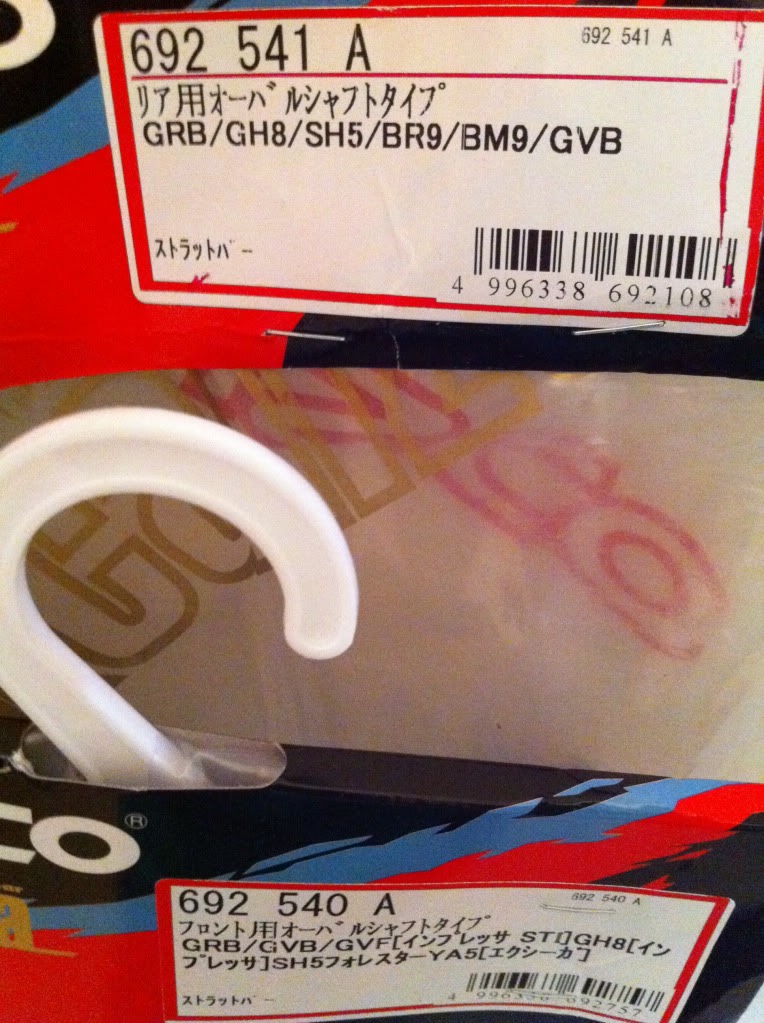 692 541 A
692 541 A
リア用オーバルシャフトタイプ
GRB/GH8/SH5/BR9/BM9/GVB
ストラットバー
4 996338 692108
®
692 540 A
692 540 A
フロント用オーバルシャフトタイプ
GRB/GVB/GVF[インプレッサ STI]GH8[イン
プレッサ]SH5フォレスターYA5[エクシーガ]
ストラットバー
4 996338 692757